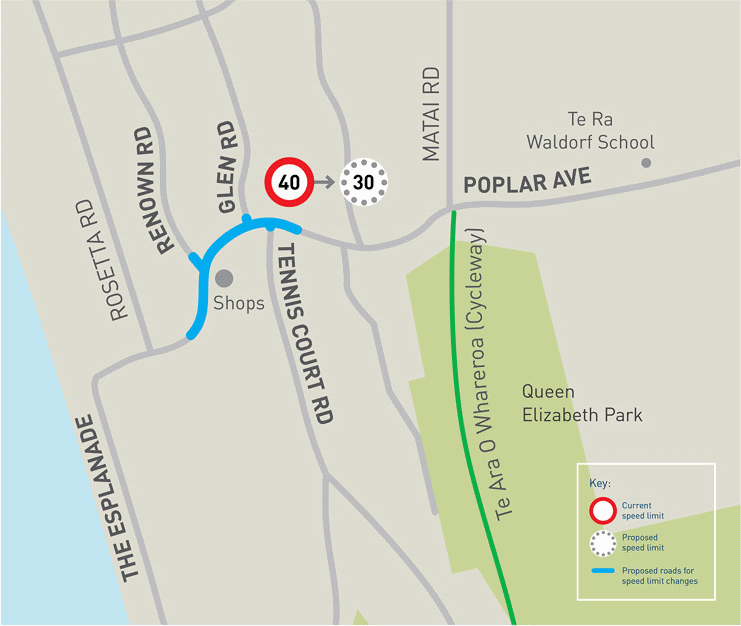 MATAI RD
Te Ra
Waldorf School
RENOWN RD
GLEN RD
40
30
POPLAR AVE
ROSETTA RD
Shops
TENNIS COURT RD
Te Ara O Whareroa (Cycleway)
Queen
Elizabeth Park
THE ESPLANADE
Key:
Current
speed limit
Proposed
speed limit
Proposed roads for
speed limit changes